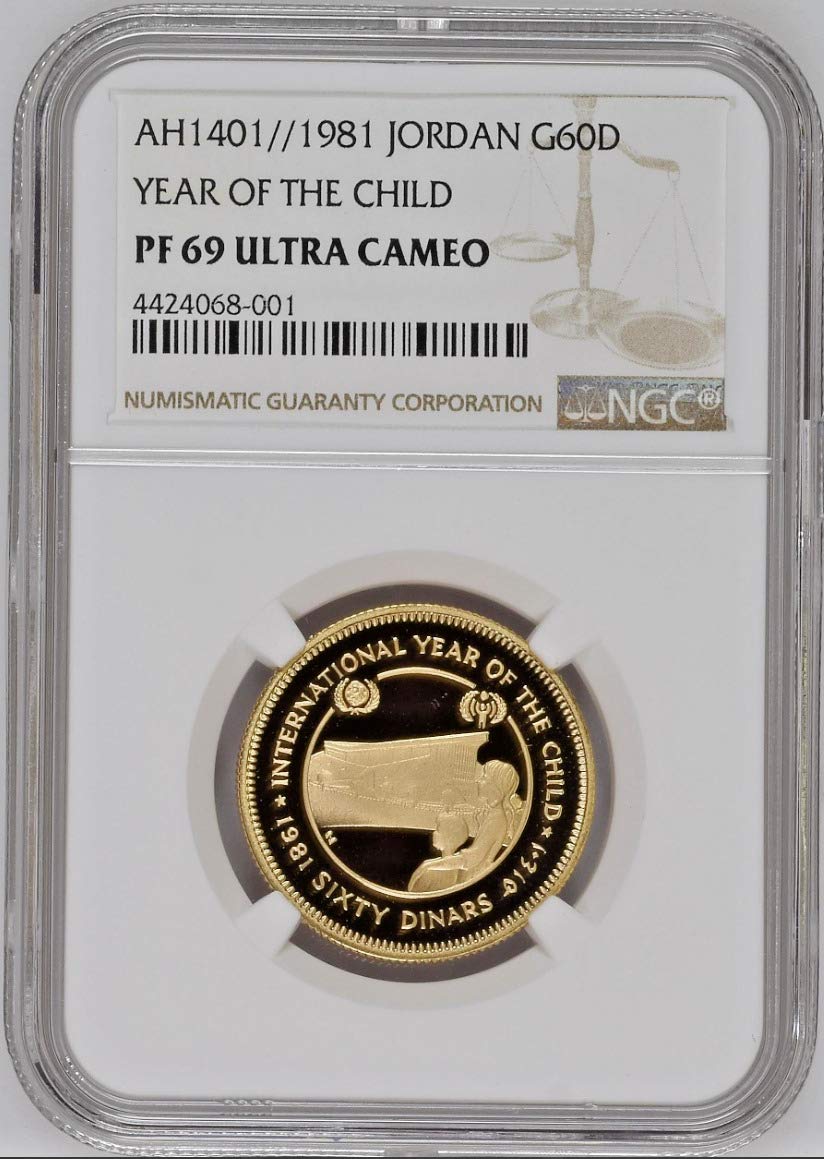 AH1401//1981 JORDAN G60D
YEAR OF THE CHILD
PF 69 ULTRA CAMEO
4424068-001
NUMISMATIC GUARANTY CORPORATION
NGC®
★ INTERNATIONAL YEAR OF THE CHILD ★
1981 SIXTY DINARS